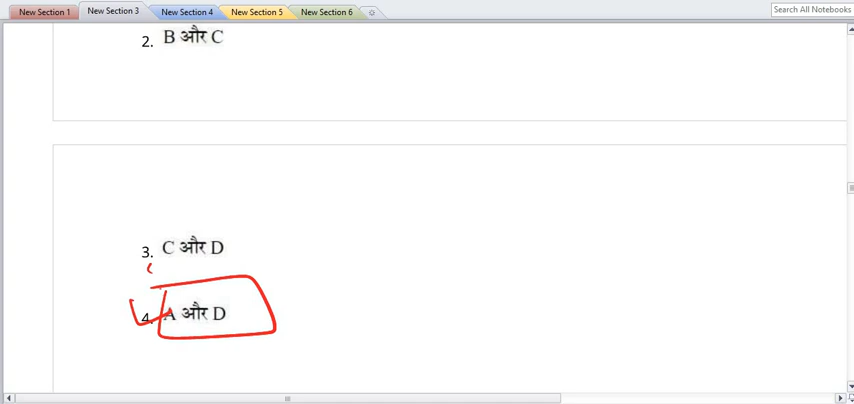 New Section 1 New Section 3 New Section 4 New Section 5 New Section 6 Search All Notebooks
2. B और C
3. C और D
4. A और D